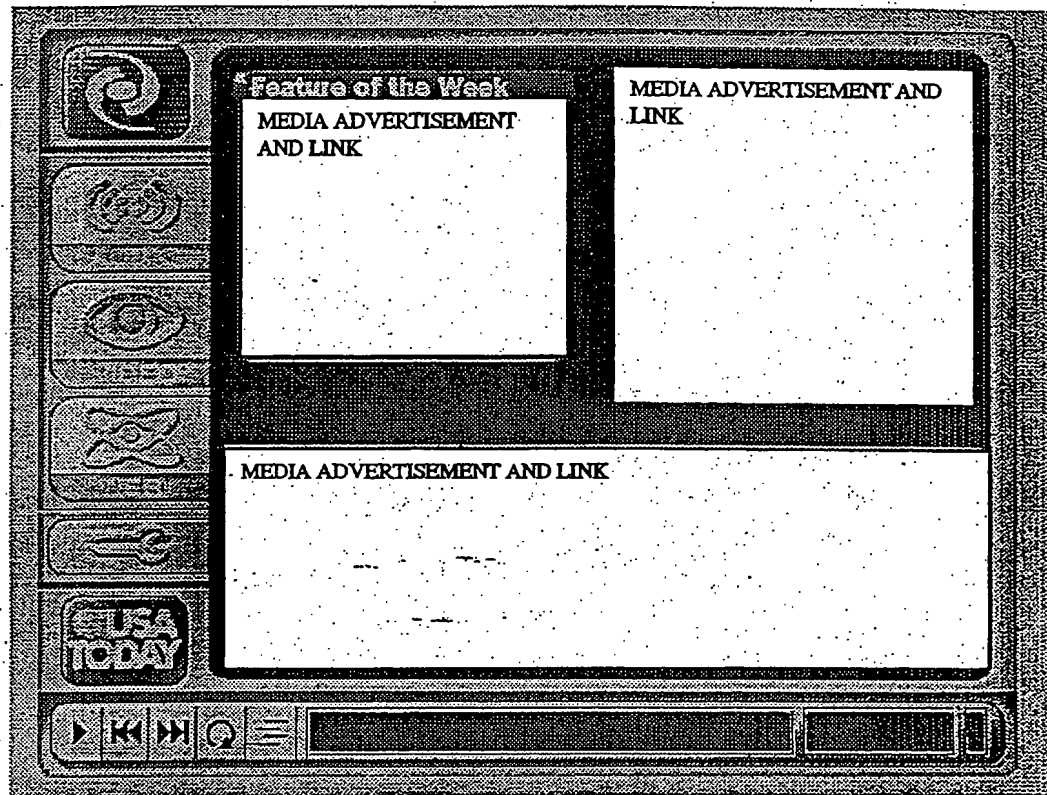 Feature of the Week
MEDIA ADVERTISEMENT
AND LINK
MEDIA ADVERTISEMENT AND
LINK
MEDIA ADVERTISEMENT AND LINK
USA
TODAY